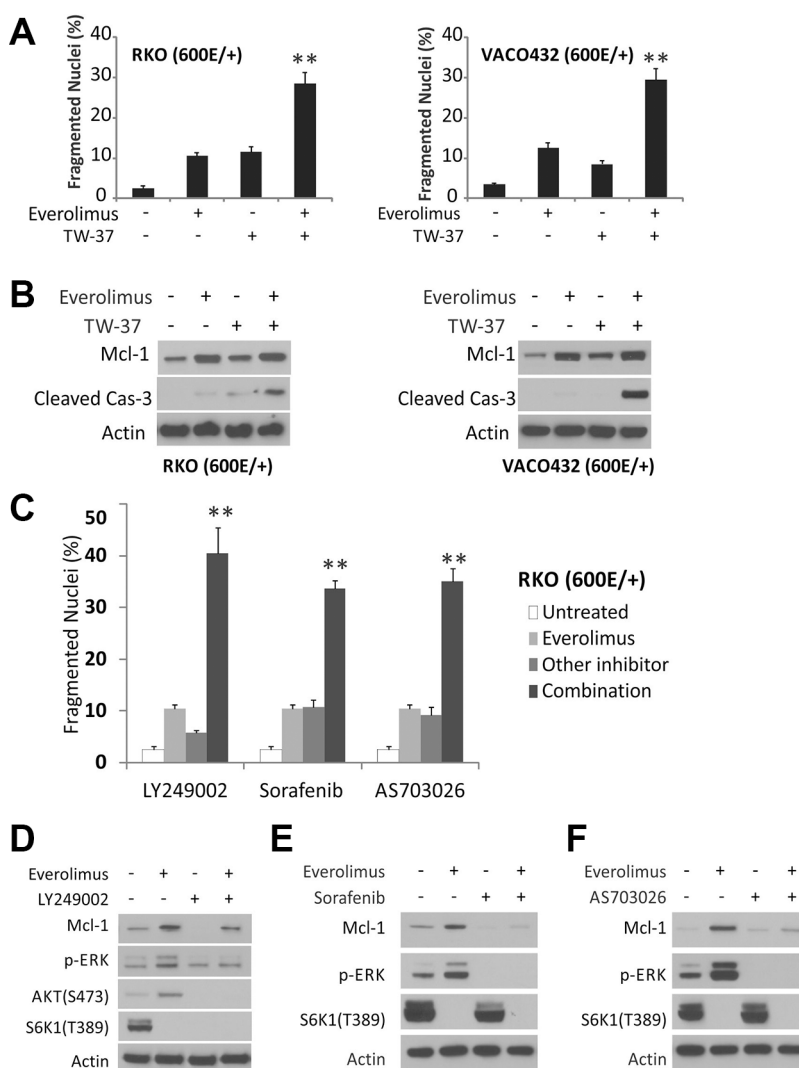 A
RKO (600E/+)
Fragmented Nuclei (%)
40
30
20
10
0
**
Everolimus - + - +
TW-37 - - + +
VACO432 (600E/+)
Fragmented Nuclei (%)
40
30
20
10
0
**
Everolimus - + - +
TW-37 - - + +
B
Everolimus - + - +
TW-37 - - + +
Mcl-1
Cleaved Cas-3
Actin
RKO (600E/+)
Everolimus - + - +
TW-37 - - + +
Mcl-1
Cleaved Cas-3
Actin
VACO432 (600E/+)
C
Fragmented Nuclei (%)
50
40
30
20
10
0
**
**
**
LY249002 Sorafenib AS703026
RKO (600E/+)
Untreated
Everolimus
Other inhibitor
Combination
D
Everolimus - + - +
LY249002 - - + +
Mcl-1
p-ERK
AKT(S473)
S6K1(T389)
Actin
E
Everolimus - + - +
Sorafenib - - + +
Mcl-1
p-ERK
S6K1(T389)
Actin
F
Everolimus - + - +
AS703026 - - + +
Mcl-1
p-ERK
S6K1(T389)
Actin